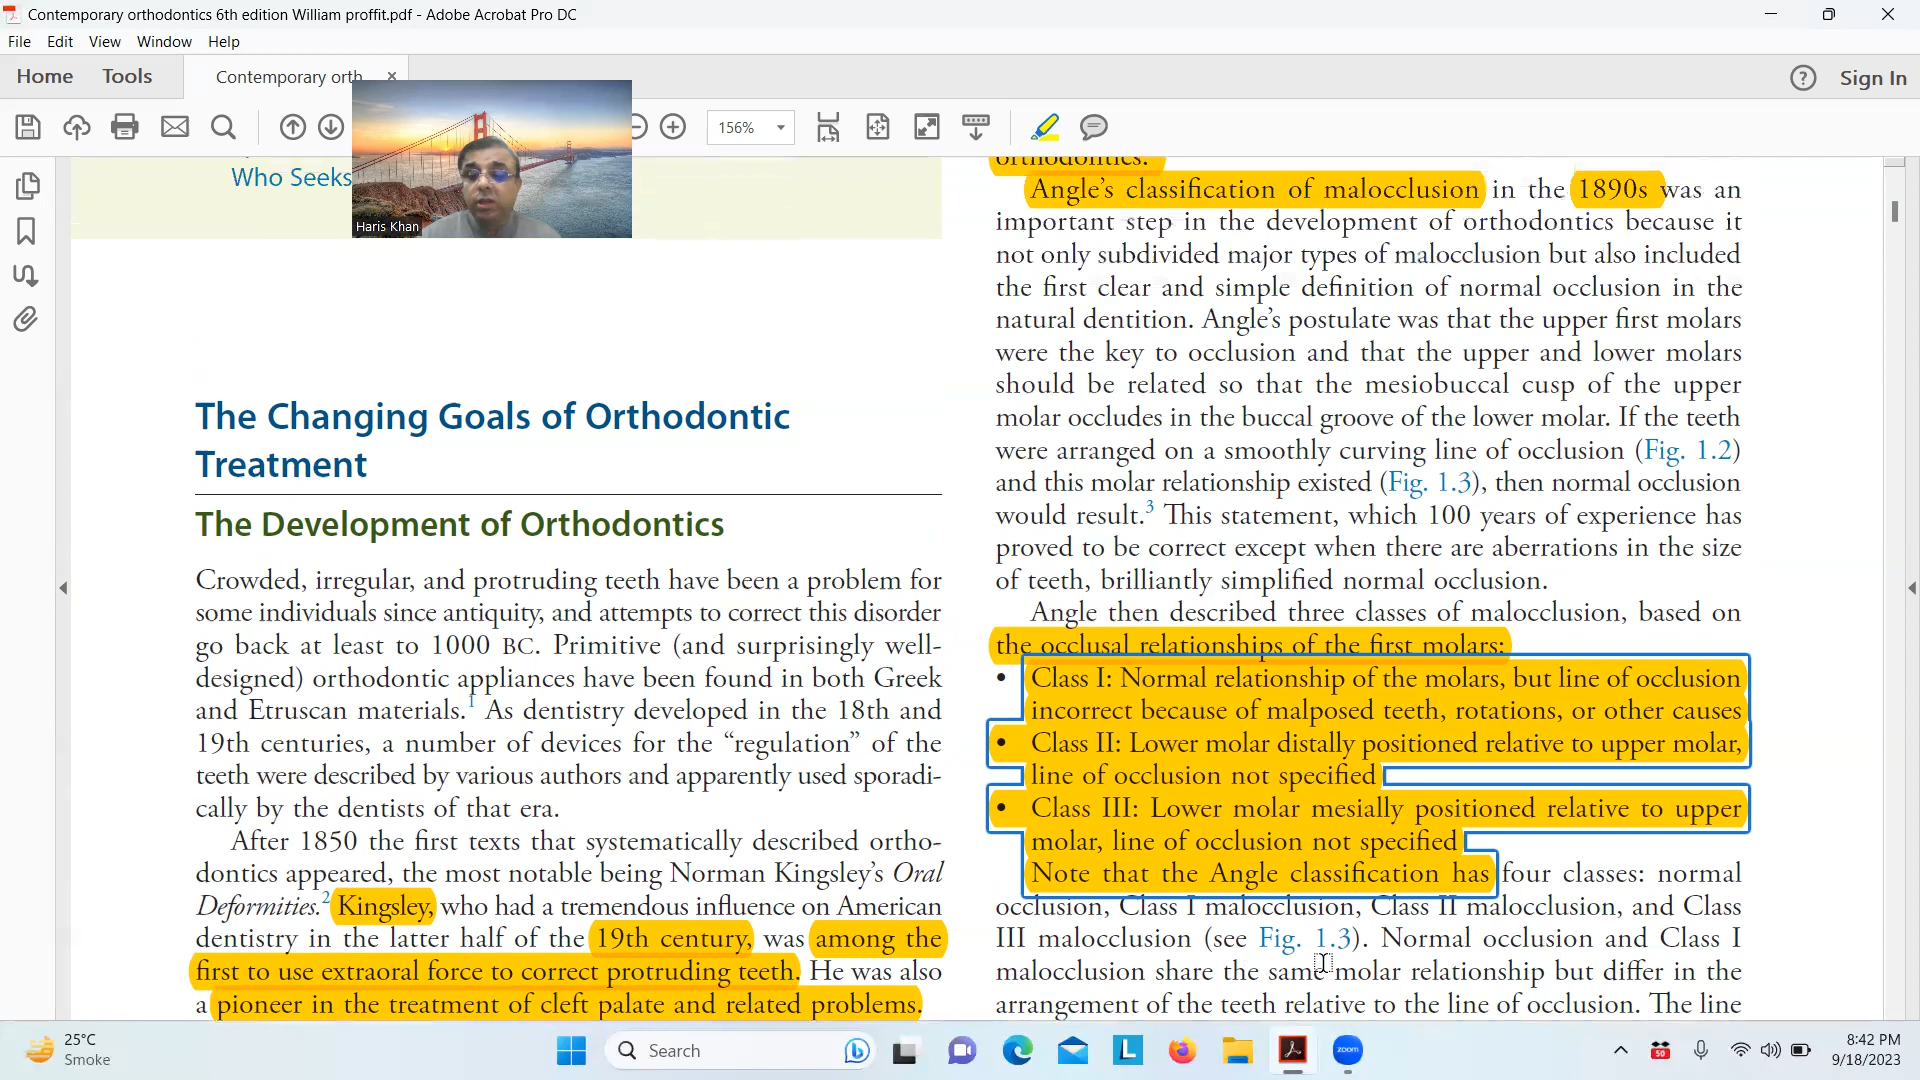 Contemporary orthodontics 6th edition William proffit.pdf - Adobe Acrobat Pro DC
File Edit View Window Help
Home Tools Contemporary orth... × ? Sign In
156%
Haris Khan
Who Seeks
The Changing Goals of Orthodontic
Treatment
The Development of Orthodontics
Crowded, irregular, and protruding teeth have been a problem for
some individuals since antiquity, and attempts to correct this disorder
go back at least to 1000 BC. Primitive (and surprisingly well-
designed) orthodontic appliances have been found in both Greek
and Etruscan materials.1 As dentistry developed in the 18th and
19th centuries, a number of devices for the “regulation” of the
teeth were described by various authors and apparently used sporadi-
cally by the dentists of that era.
After 1850 the first texts that systematically described ortho-
dontics appeared, the most notable being Norman Kingsley's Oral
Deformities.2 Kingsley, who had a tremendous influence on American
dentistry in the latter half of the 19th century, was among the
first to use extraoral force to correct protruding teeth. He was also
a pioneer in the treatment of cleft palate and related problems.
orthodontics.
Angle's classification of malocclusion in the 1890s was an
important step in the development of orthodontics because it
not only subdivided major types of malocclusion but also included
the first clear and simple definition of normal occlusion in the
natural dentition. Angle's postulate was that the upper first molars
were the key to occlusion and that the upper and lower molars
should be related so that the mesiobuccal cusp of the upper
molar occludes in the buccal groove of the lower molar. If the teeth
were arranged on a smoothly curving line of occlusion (Fig. 1.2)
and this molar relationship existed (Fig. 1.3), then normal occlusion
would result.3 This statement, which 100 years of experience has
proved to be correct except when there are aberrations in the size
of teeth, brilliantly simplified normal occlusion.
Angle then described three classes of malocclusion, based on
the occlusal relationships of the first molars:
• Class I: Normal relationship of the molars, but line of occlusion
incorrect because of malposed teeth, rotations, or other causes
• Class II: Lower molar distally positioned relative to upper molar,
line of occlusion not specified
• Class III: Lower molar mesially positioned relative to upper
molar, line of occlusion not specified
Note that the Angle classification has four classes: normal
occlusion, Class I malocclusion, Class II malocclusion, and Class
III malocclusion (see Fig. 1.3). Normal occlusion and Class I
malocclusion share the same molar relationship but differ in the
arrangement of the teeth relative to the line of occlusion. The line
25°C
Smoke
Search
L
zoom
50
8:42 PM
9/18/2023